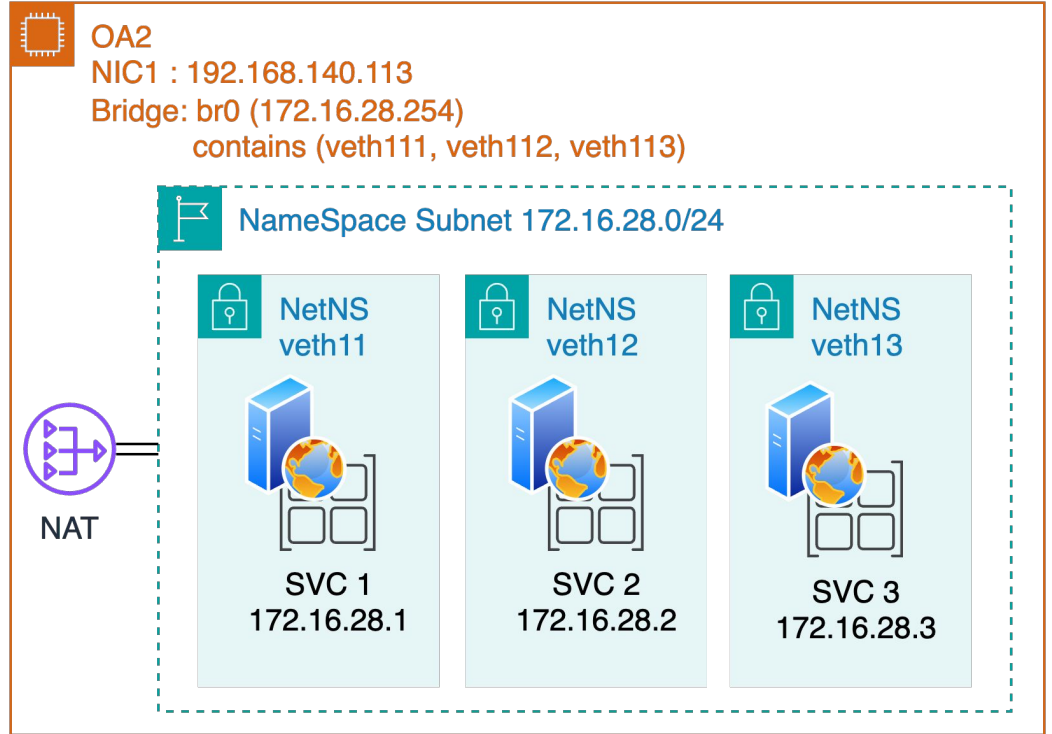 OA2
NIC1 : 192.168.140.113
Bridge: br0 (172.16.28.254)
contains (veth111, veth112, veth113)
NameSpace Subnet 172.16.28.0/24
NetNS
veth11
NetNS
veth12
NetNS
veth13
NAT
SVC 1
172.16.28.1
SVC 2
172.16.28.2
SVC 3
172.16.28.3